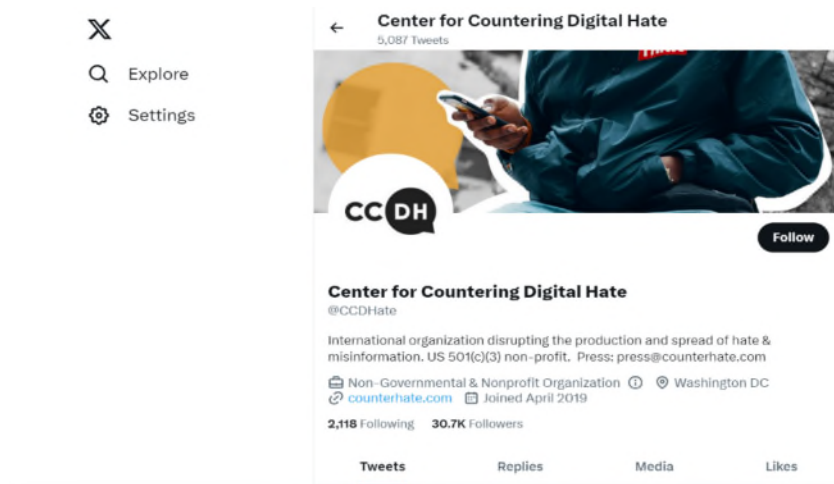 Center for Countering Digital Hate
5,087 Tweets
Explore
Settings
CC DH
Follow
Center for Countering Digital Hate
@CCDHate
International organization disrupting the production and spread of hate &
misinformation. US 501(c)(3) non-profit. Press: press@counterhate.com
Non-Governmental & Nonprofit Organization Washington DC
counterhate.com Joined April 2019
2,118 Following 30.7K Followers
Tweets Replies Media Likes